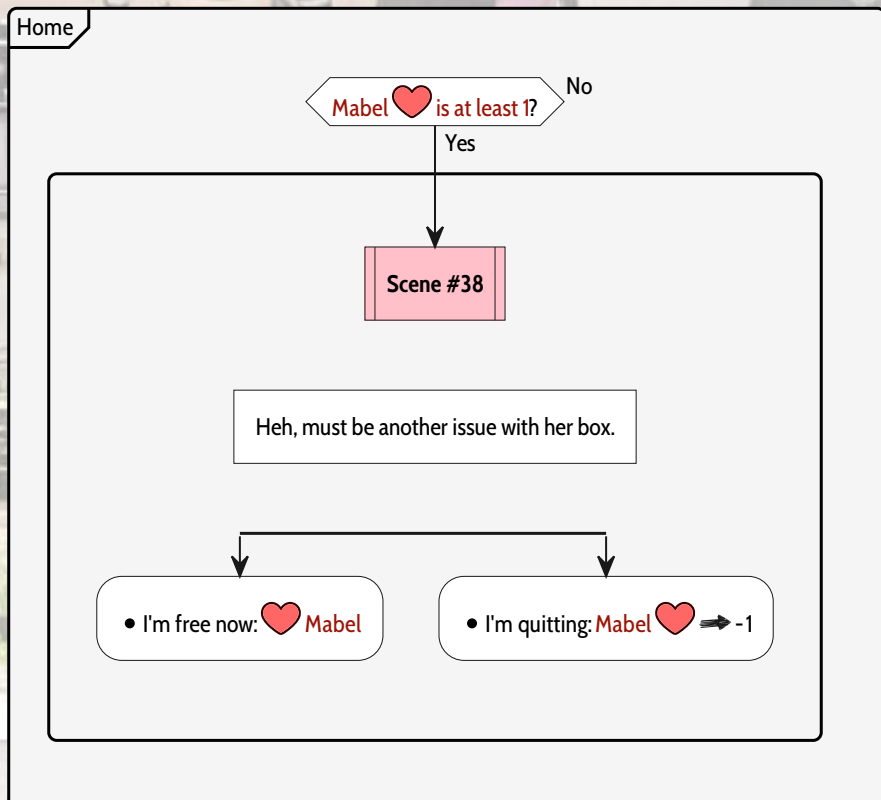 Home
Mabel is at least 1?
No
Yes
Scene #38
Heh, must be another issue with her box.
• I'm free now: Mabel
• I'm quitting: Mabel -1